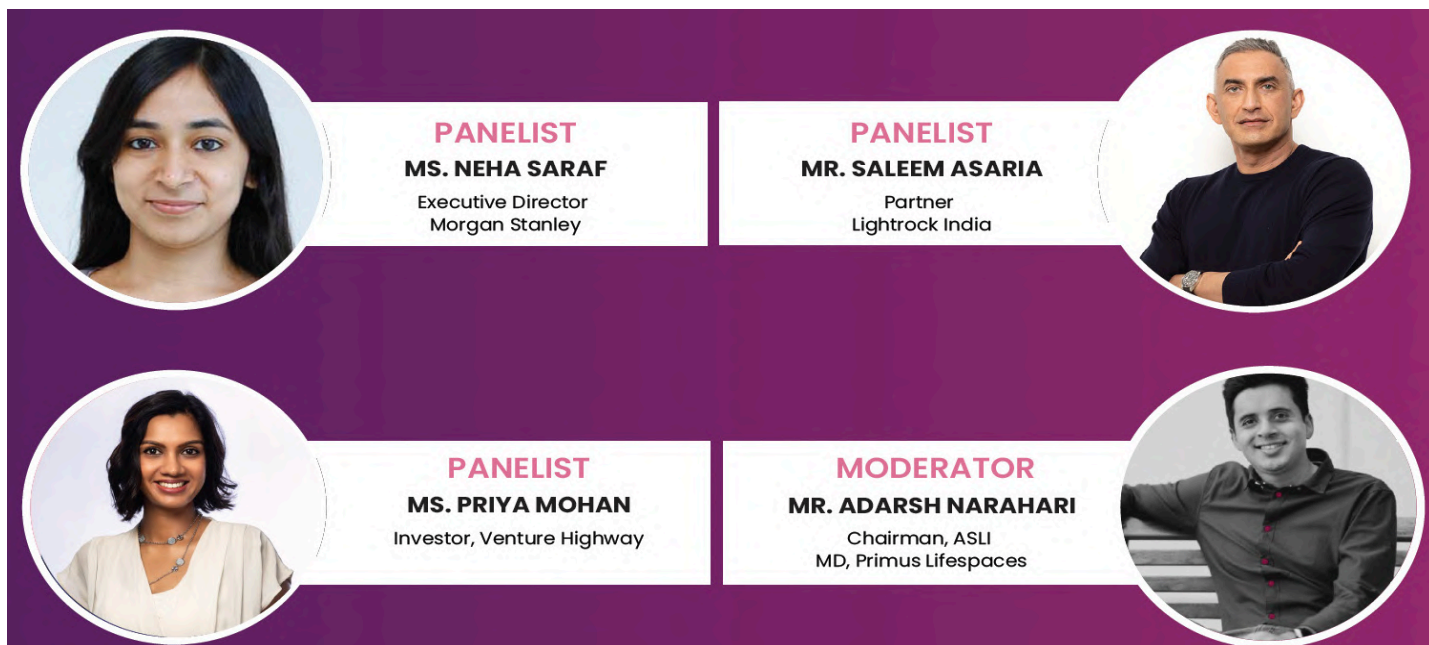 PANELIST
MS. NEHA SARAF
Executive Director
Morgan Stanley
PANELIST
MR. SALEEM ASARIA
Partner
Lightrock India
PANELIST
MS. PRIYA MOHAN
Investor, Venture Highway
MODERATOR
MR. ADARSH NARAHARI
Chairman, ASLI
MD, Primus Lifespaces